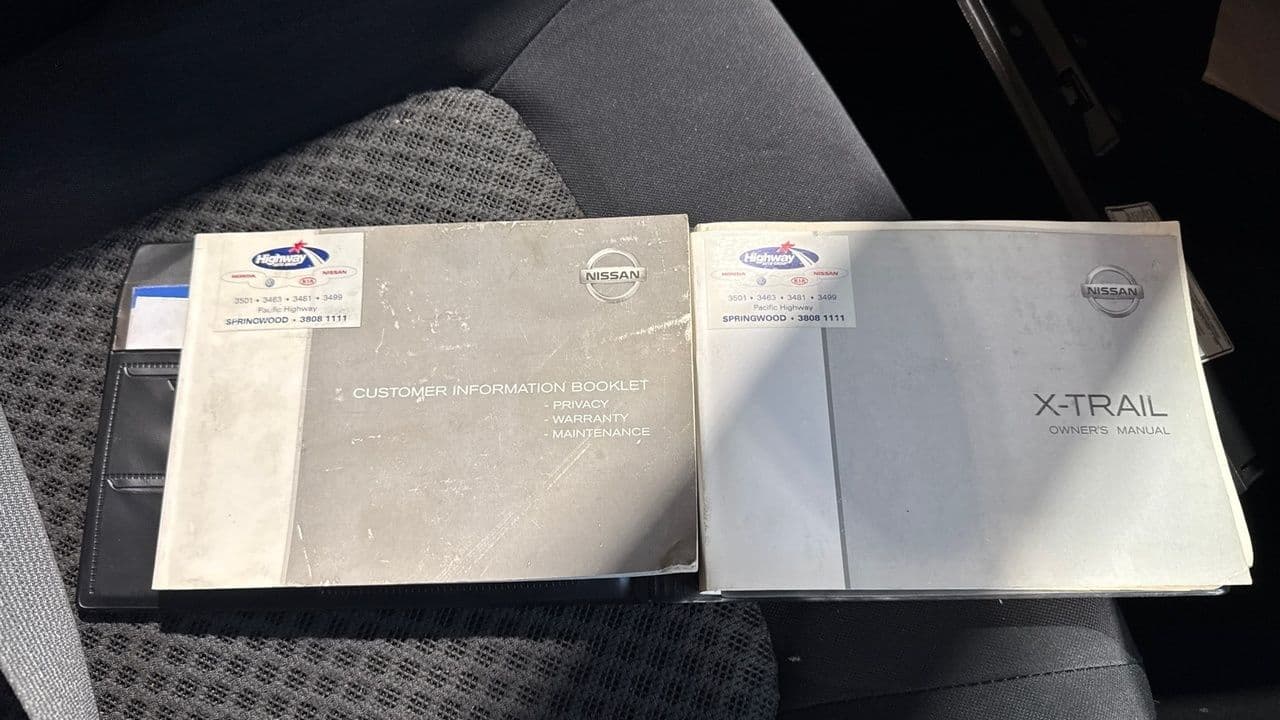 Highway
HONDA
NISSAN
KIA
3501 • 3463 • 3481 • 3499
Pacific Highway
SPRINGWOOD • 3808 1111
NISSAN
CUSTOMER INFORMATION BOOKLET
- PRIVACY
- WARRANTY
- MAINTENANCE
Highway
HONDA
NISSAN
KIA
3501 • 3463 • 3481 • 3499
Pacific Highway
SPRINGWOOD • 3808 1111
NISSAN
X-TRAIL
OWNER'S MANUAL